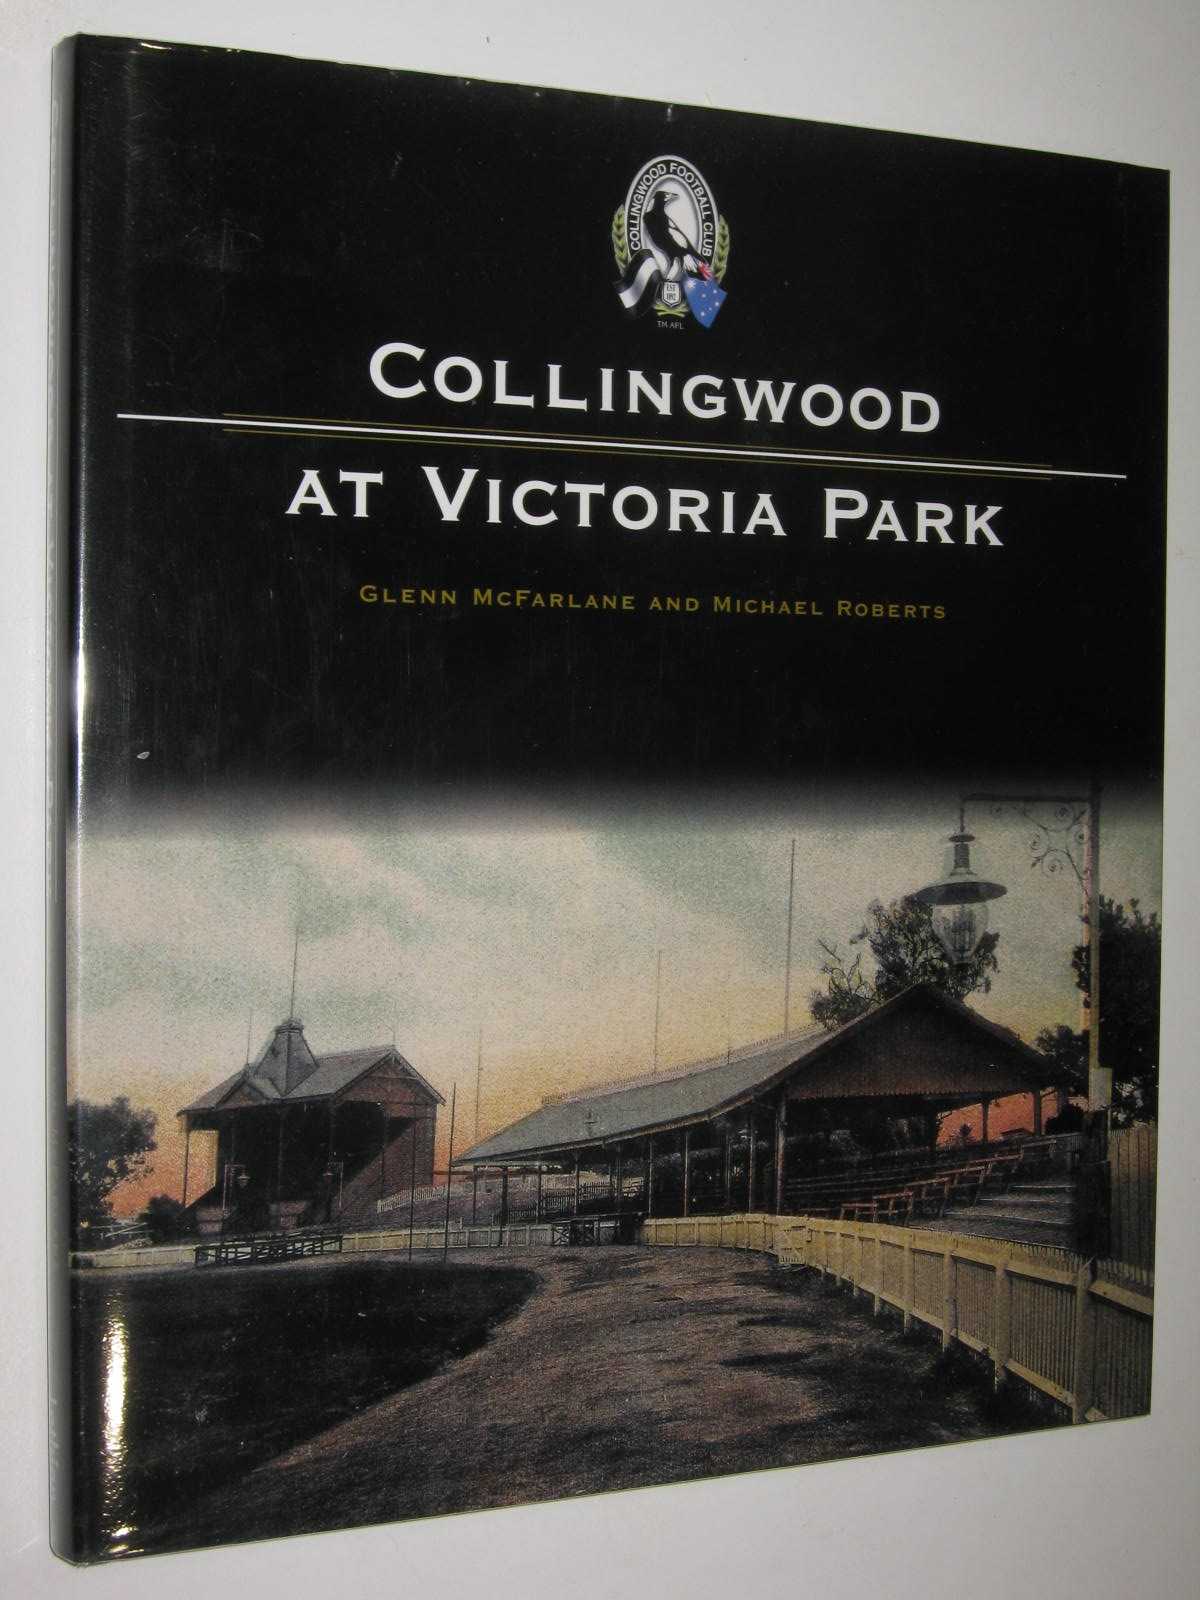 COLLINGWOOD FOOTBALL CLUB
EST
1892
TM AFL
COLLINGWOOD
AT VICTORIA PARK
GLENN MCFARLANE AND MICHAEL ROBERTS